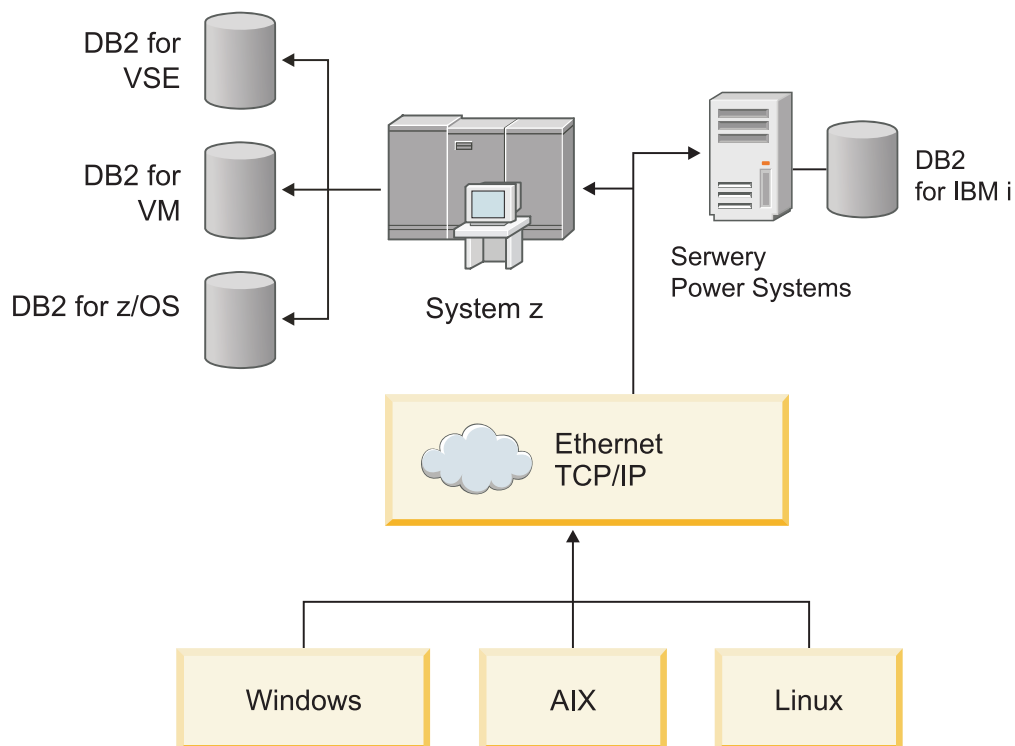 DB2 for
VSE
DB2 for
VM
DB2 for z/OS
System z
DB2
for IBM i
Serwery
Power Systems
Ethernet
TCP/IP
Windows
AIX
Linux